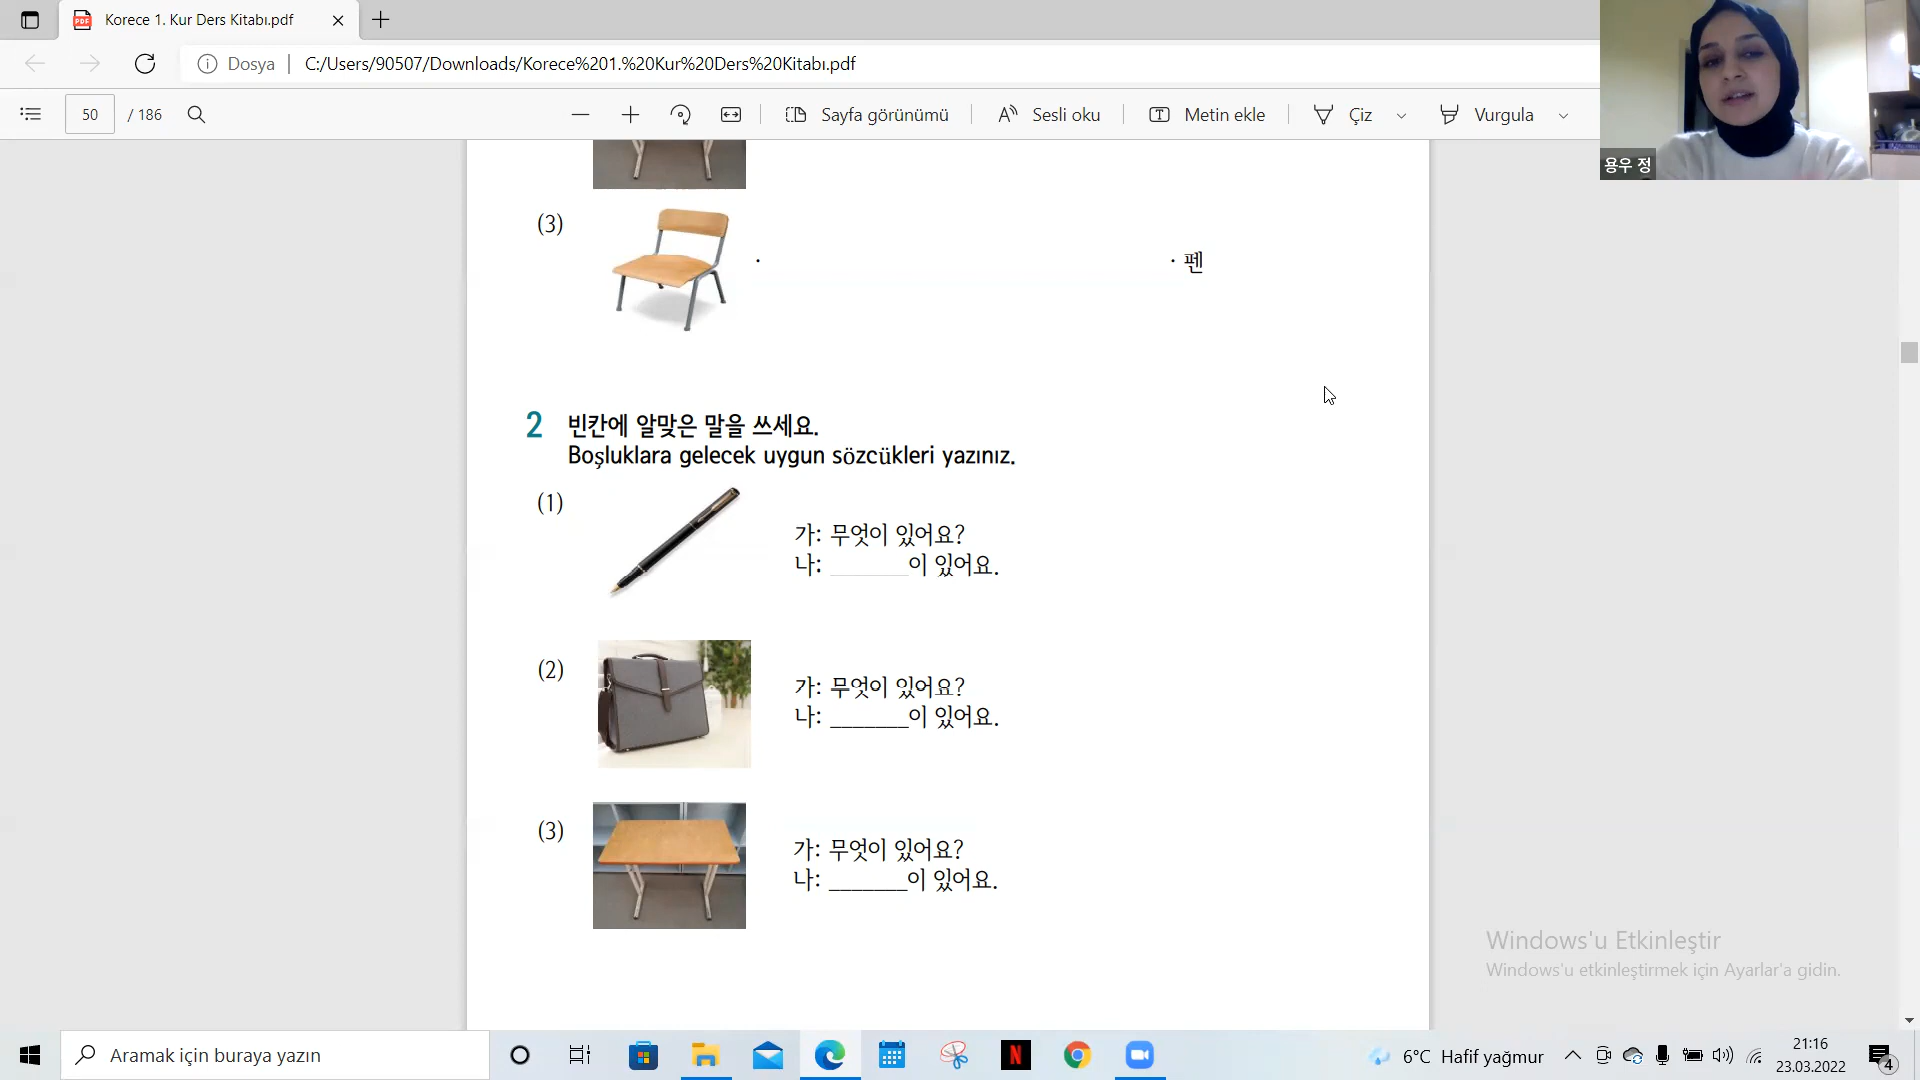 Korece 1. Kur Ders Kitabı.pdf
Dosya
C:/Users/90507/Downloads/Korece%201.%20Kur%20Ders%20Kitabı.pdf
50 / 186
Sayfa görünümü
Sesli oku
Metin ekle
Çiz
Vurgula
용우 정
(3)
· · 펜
2 빈칸에 알맞은 말을 쓰세요.
Boşluklara gelecek uygun sözcükleri yazınız.
(1)
가: 무엇이 있어요?
나: _______이 있어요.
(2)
가: 무엇이 있어요?
나: _______이 있어요.
(3)
가: 무엇이 있어요?
나: _______이 있어요.
Windows'u Etkinleştir
Windows'u etkinleştirmek için Ayarlar'a gidin.
Aramak için buraya yazın
6°C Hafif yağmur
21:16
23.03.2022
4